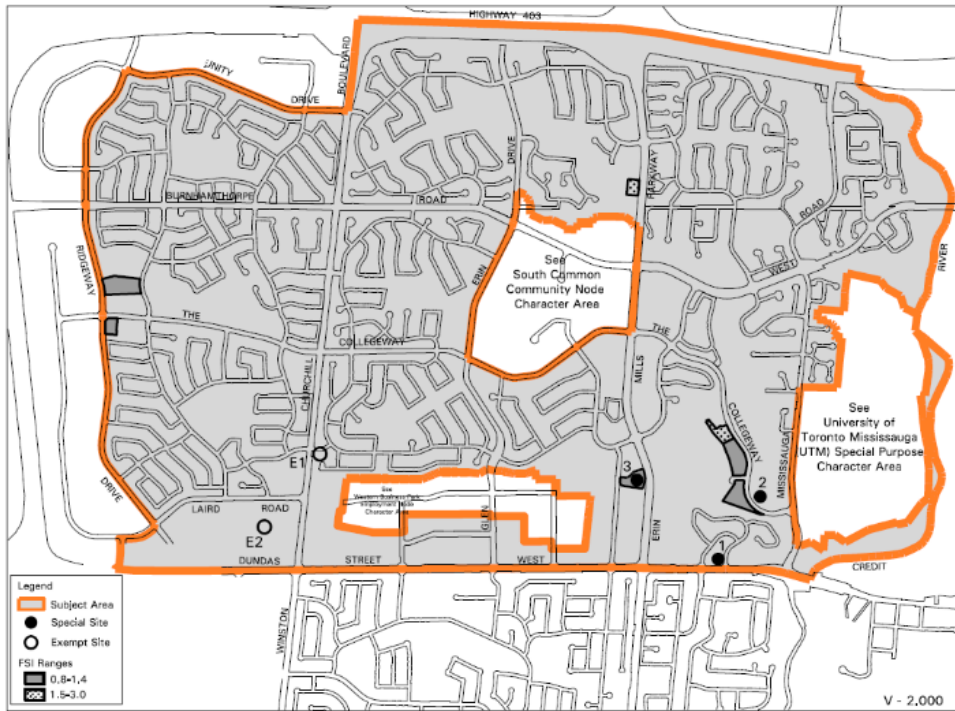 HIGHWAY 403
UNITY
DRIVE
BOULEVARD
DRIVE
PARKWAY
BURNHAMTHORPE
ROAD
ROAD
WEST
RIVER
RIDGEWAY
ERIN
See
South Common
Community Node
Character Area
THE
COLLEGEWAY
THE
MILLS
CHURCHILL
COLLEGEWAY
MISSISSAUGA
See
University of
Toronto Mississauga
(UTM) Special Purpose
Character Area
E1
3
2
See
Western Business Park
Employment Node
Character Area
DRIVE
LAIRD
ROAD
E2
GLEN
ERIN
1
DUNDAS
STREET
WEST
CREDIT
WINSTON
Legend
Subject Area
Special Site
Exempt Site
FSI Ranges
0.8-1.4
1.5-3.0
V - 2.000